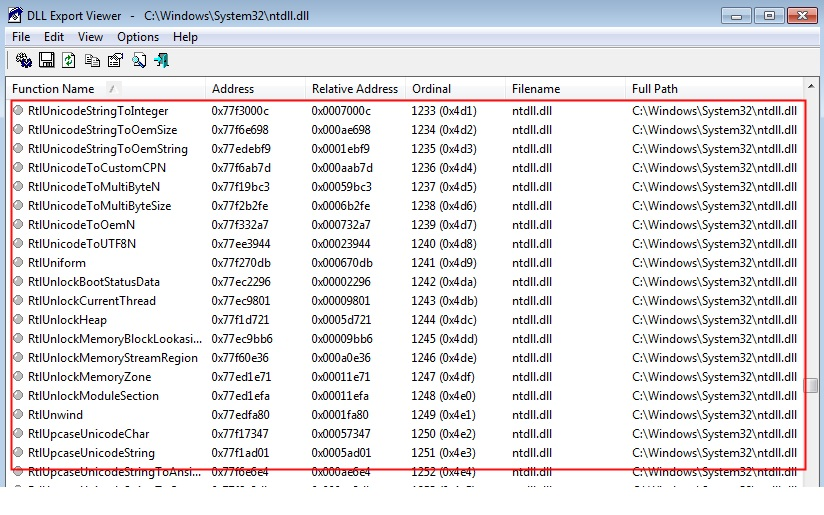 DLL Export Viewer - C:\Windows\System32\ntdll.dll
File Edit View Options Help
Function Name Address Relative Address Ordinal Filename Full Path
RtlUnicodeStringToInteger 0x77f3000c 0x0007000c 1233 (0x4d1) ntdll.dll C:\Windows\System32\ntdll.dll
RtlUnicodeStringToOemSize 0x77f6e698 0x000ae698 1234 (0x4d2) ntdll.dll C:\Windows\System32\ntdll.dll
RtlUnicodeStringToOemString 0x77edebf9 0x0001ebf9 1235 (0x4d3) ntdll.dll C:\Windows\System32\ntdll.dll
RtlUnicodeToCustomCPN 0x77f6ab7d 0x000aab7d 1236 (0x4d4) ntdll.dll C:\Windows\System32\ntdll.dll
RtlUnicodeToMultiByteN 0x77f19bc3 0x00059bc3 1237 (0x4d5) ntdll.dll C:\Windows\System32\ntdll.dll
RtlUnicodeToMultiByteSize 0x77f2b2fe 0x0006b2fe 1238 (0x4d6) ntdll.dll C:\Windows\System32\ntdll.dll
RtlUnicodeToOemN 0x77f332a7 0x000732a7 1239 (0x4d7) ntdll.dll C:\Windows\System32\ntdll.dll
RtlUnicodeToUTF8N 0x77ee3944 0x00023944 1240 (0x4d8) ntdll.dll C:\Windows\System32\ntdll.dll
RtlUniform 0x77f270db 0x000670db 1241 (0x4d9) ntdll.dll C:\Windows\System32\ntdll.dll
RtlUnlockBootStatusData 0x77ec2296 0x00002296 1242 (0x4da) ntdll.dll C:\Windows\System32\ntdll.dll
RtlUnlockCurrentThread 0x77ec9801 0x00009801 1243 (0x4db) ntdll.dll C:\Windows\System32\ntdll.dll
RtlUnlockHeap 0x77f1d721 0x0005d721 1244 (0x4dc) ntdll.dll C:\Windows\System32\ntdll.dll
RtlUnlockMemoryBlockLookasi... 0x77ec9bb6 0x00009bb6 1245 (0x4dd) ntdll.dll C:\Windows\System32\ntdll.dll
RtlUnlockMemoryStreamRegion 0x77f60e36 0x000a0e36 1246 (0x4de) ntdll.dll C:\Windows\System32\ntdll.dll
RtlUnlockMemoryZone 0x77ed1e71 0x00011e71 1247 (0x4df) ntdll.dll C:\Windows\System32\ntdll.dll
RtlUnlockModuleSection 0x77ed1efa 0x00011efa 1248 (0x4e0) ntdll.dll C:\Windows\System32\ntdll.dll
RtlUnwind 0x77edfa80 0x0001fa80 1249 (0x4e1) ntdll.dll C:\Windows\System32\ntdll.dll
RtlUpcaseUnicodeChar 0x77f17347 0x00057347 1250 (0x4e2) ntdll.dll C:\Windows\System32\ntdll.dll
RtlUpcaseUnicodeString 0x77f1ad01 0x0005ad01 1251 (0x4e3) ntdll.dll C:\Windows\System32\ntdll.dll
RtlUpcaseUnicodeStringToAnsi... 0x77f6e6e4 0x000ae6e4 1252 (0x4e4) ntdll.dll C:\Windows\System32\ntdll.dll